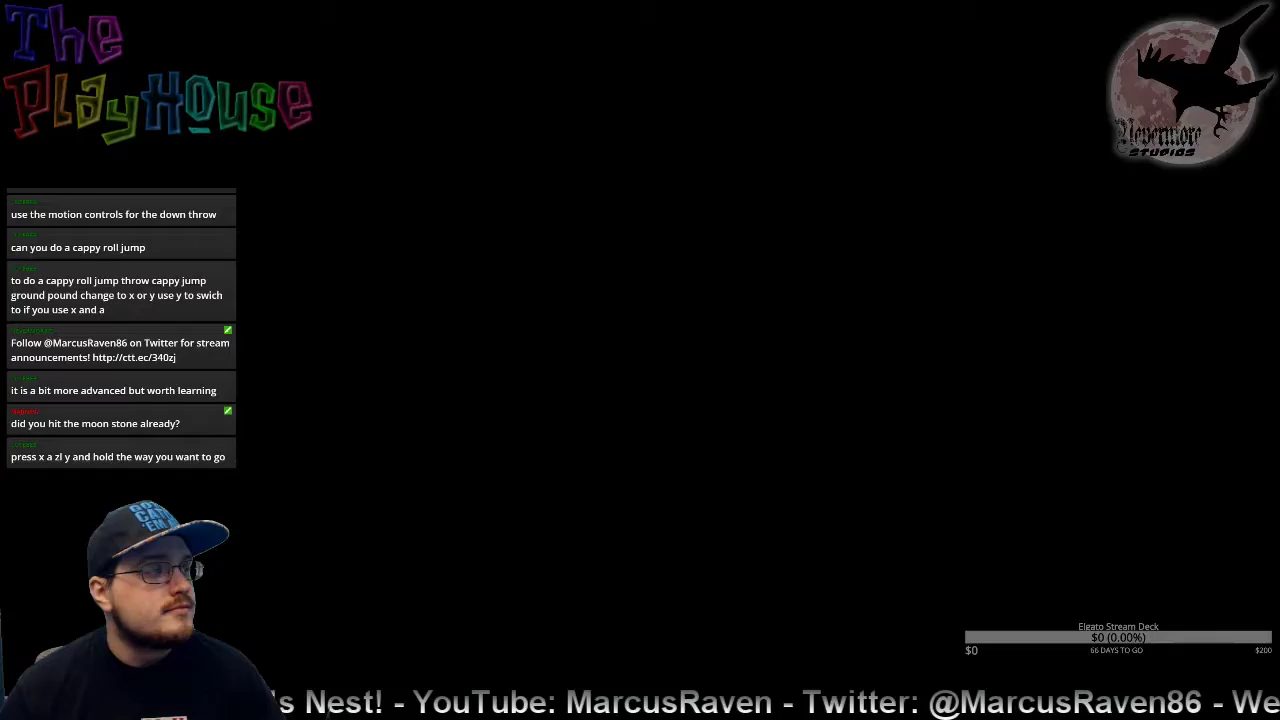 The
PlayHouse
Nevermore
STUDIOS
use the motion controls for the down throw
can you do a cappy roll jump
to do a cappy roll jump throw cappy jump
ground pound change to x or y use y to swich
to if you use x and a
Follow @MarcusRaven86 on Twitter for stream
announcements! http://ctt.ec/340zj
it is a bit more advanced but worth learning
did you hit the moon stone already?
press x a zl y and hold the way you want to go
GOTTA
CATCH
'EM
Elgato Stream Deck
$0 (0.00%)
$0 66 DAYS TO GO $200
s Nest! - YouTube: MarcusRaven - Twitter: @MarcusRaven86 - We